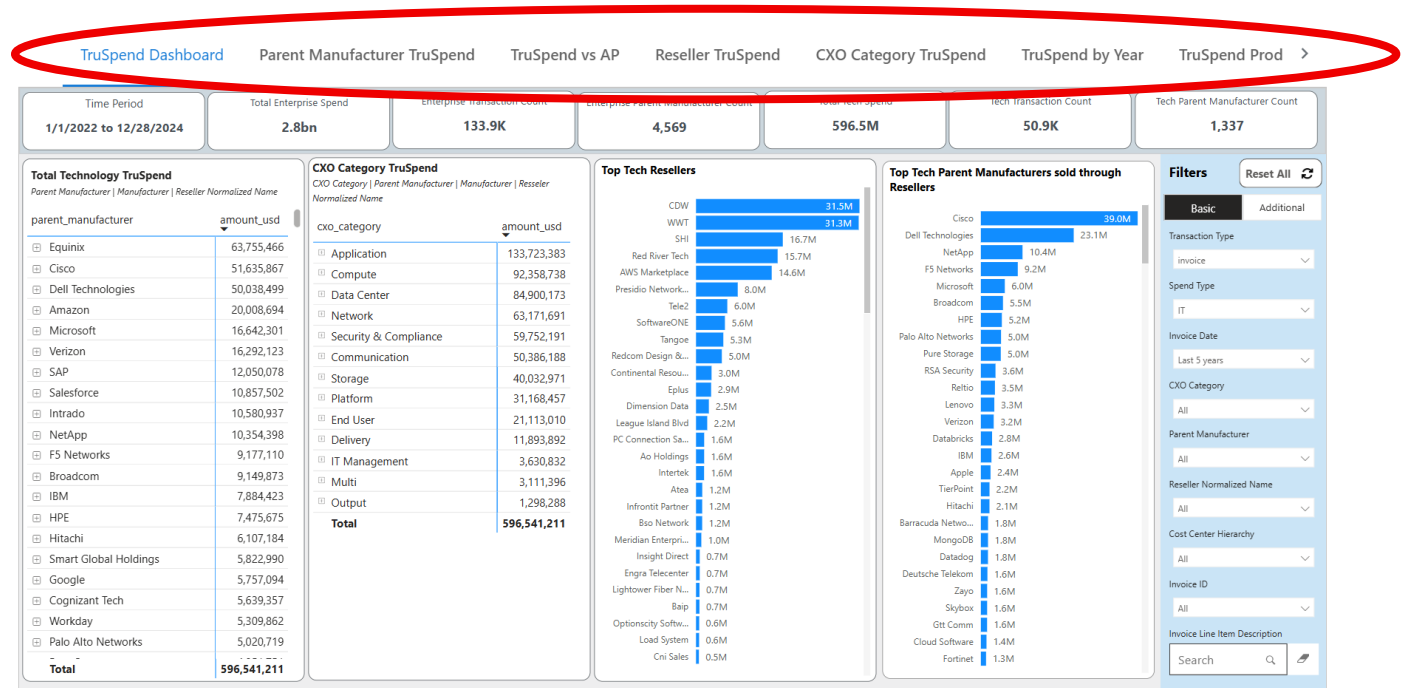 TruSpend Dashboard Parent Manufacturer TruSpend TruSpend vs AP Reseller TruSpend CXO Category TruSpend TruSpend by Year TruSpend Prod
Time Period
1/1/2022 to 12/28/2024
Total Enterprise Spend
2.8bn
Enterprise Transaction Count
133.9K
Enterprise Parent Manufacturer Count
4,569
Total Tech Spend
596.5M
Tech Transaction Count
50.9K
Tech Parent Manufacturer Count
1,337
Total Technology TruSpend
Parent Manufacturer | Manufacturer | Reseller Normalized Name
parent_manufacturer amount_usd
Equinix 63,755,466
Cisco 51,635,867
Dell Technologies 50,038,499
Amazon 20,008,694
Microsoft 16,642,301
Verizon 16,292,123
SAP 12,050,078
Salesforce 10,857,502
Intrado 10,580,937
NetApp 10,354,398
F5 Networks 9,177,110
Broadcom 9,149,873
IBM 7,884,423
HPE 7,475,675
Hitachi 6,107,184
Smart Global Holdings 5,822,990
Google 5,757,094
Cognizant Tech 5,639,357
Workday 5,309,862
Palo Alto Networks 5,020,719
Total 596,541,211
CXO Category TruSpend
CXO Category | Parent Manufacturer | Manufacturer | Resseler
Normalized Name
cxo_category amount_usd
Application 133,723,383
Compute 92,358,738
Data Center 84,900,173
Network 63,171,691
Security & Compliance 59,752,191
Communication 50,386,188
Storage 40,032,971
Platform 31,168,457
End User 21,113,010
Delivery 11,893,892
IT Management 3,630,832
Multi 3,111,396
Output 1,298,288
Total 596,541,211
Top Tech Resellers
CDW 31.5M
WWT 31.3M
SHI 16.7M
Red River Tech 15.7M
AWS Marketplace 14.6M
Presidio Network... 8.0M
Tele2 6.0M
SoftwareONE 5.6M
Tangoe 5.3M
Redcom Design &... 5.0M
Continental Resou... 3.0M
Eplus 2.9M
Dimension Data 2.5M
League Island Blvd 2.2M
PC Connection Sa... 1.6M
Ao Holdings 1.6M
Intertek 1.6M
Atea 1.2M
Infrontit Partner 1.2M
Bso Network 1.2M
Meridian Enterpri... 1.0M
Insight Direct 0.7M
Engra Telecenter 0.7M
Lightower Fiber N... 0.7M
Baip 0.7M
Optionscity Softw... 0.6M
Load System 0.6M
Cni Sales 0.5M
Top Tech Parent Manufacturers sold through
Resellers
Cisco 39.0M
Dell Technologies 23.1M
NetApp 10.4M
F5 Networks 9.2M
Microsoft 6.0M
Broadcom 5.5M
HPE 5.2M
Palo Alto Networks 5.0M
Pure Storage 5.0M
RSA Security 3.6M
Reltio 3.5M
Lenovo 3.3M
Verizon 3.2M
Databricks 2.8M
IBM 2.6M
Apple 2.4M
TierPoint 2.2M
Hitachi 2.1M
Barracuda Netwo... 1.8M
MongoDB 1.8M
Datadog 1.8M
Deutsche Telekom 1.6M
Zayo 1.6M
Skybox 1.6M
Gtt Comm 1.6M
Cloud Software 1.4M
Fortinet 1.3M
Filters Reset All
Basic Additional
Transaction Type
invoice
Spend Type
IT
Invoice Date
Last 5 years
CXO Category
All
Parent Manufacturer
All
Reseller Normalized Name
All
Cost Center Hierarchy
All
Invoice ID
All
Invoice Line Item Description
Search